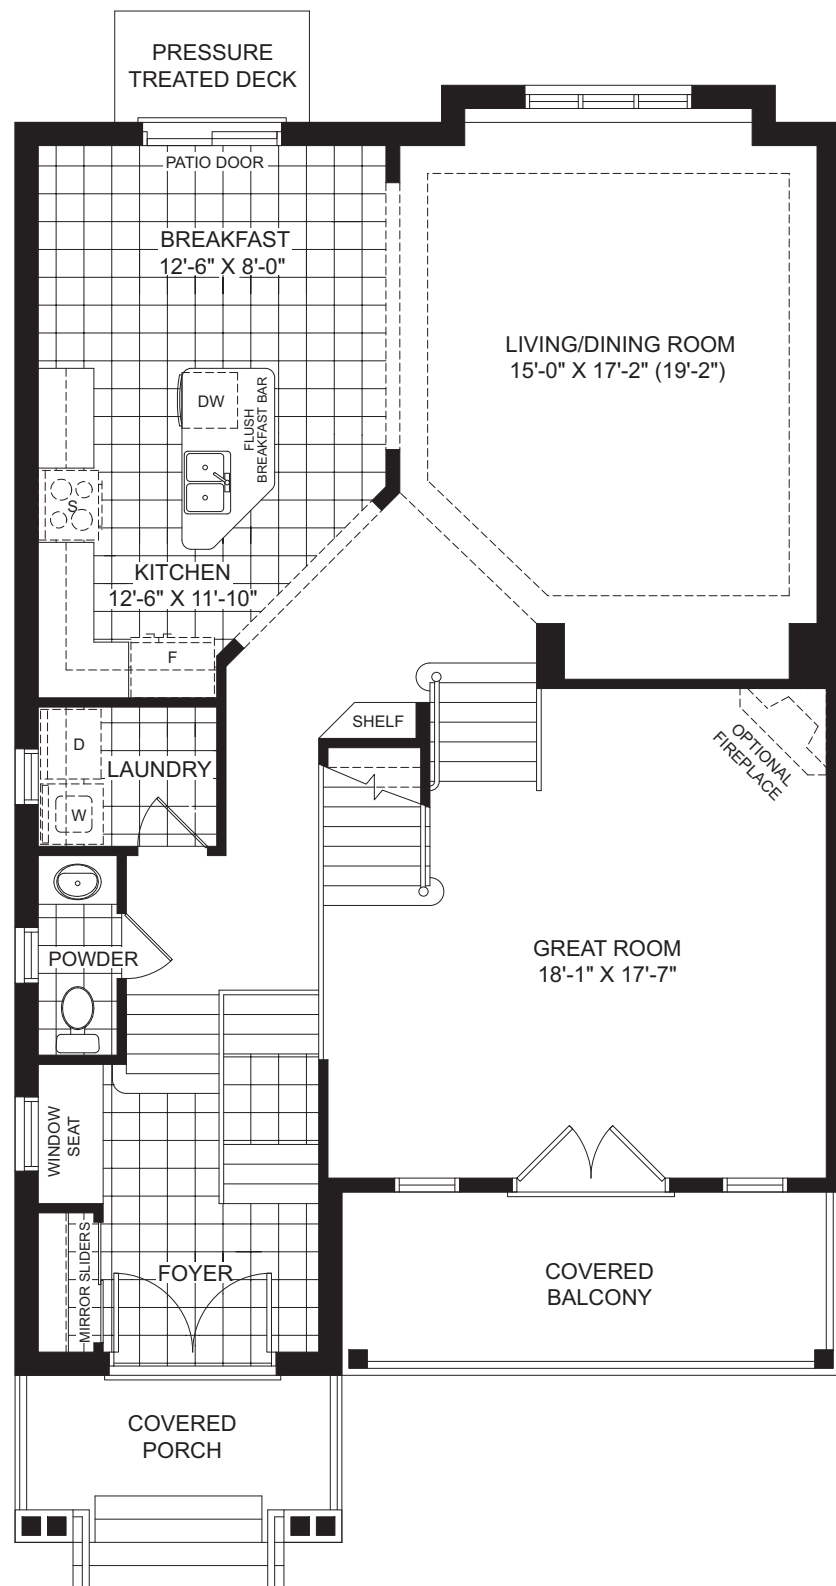 PRESSURE
TREATED DECK
PATIO DOOR
BREAKFAST
12'-6" X 8'-0"
LIVING/DINING ROOM
15'-0" X 17'-2" (19'-2")
DW
FLUSH
BREAKFAST BAR
S
KITCHEN
12'-6" X 11'-10"
F
SHELF
D
LAUNDRY
W
OPTIONAL
FIREPLACE
POWDER
GREAT ROOM
18'-1" X 17'-7"
WINDOW
SEAT
MIRROR SLIDERS
FOYER
COVERED
BALCONY
COVERED
PORCH